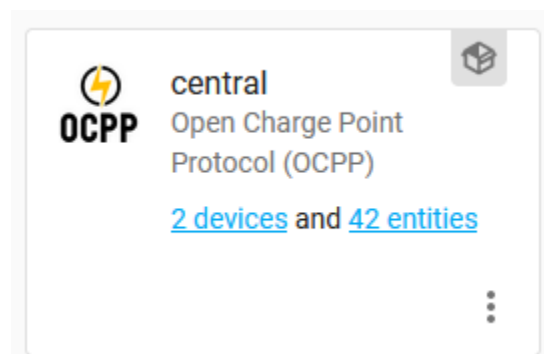 OCPP
central
Open Charge Point
Protocol (OCPP)
2 devices and 42 entities